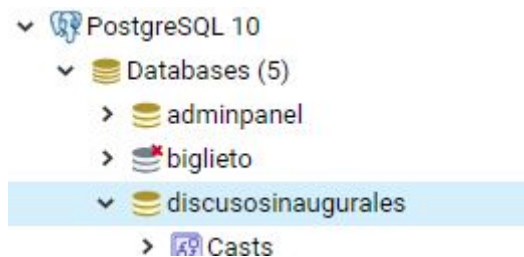 PostgreSQL 10
Databases (5)
adminpanel
biglieto
discusosinaugurales
Casts